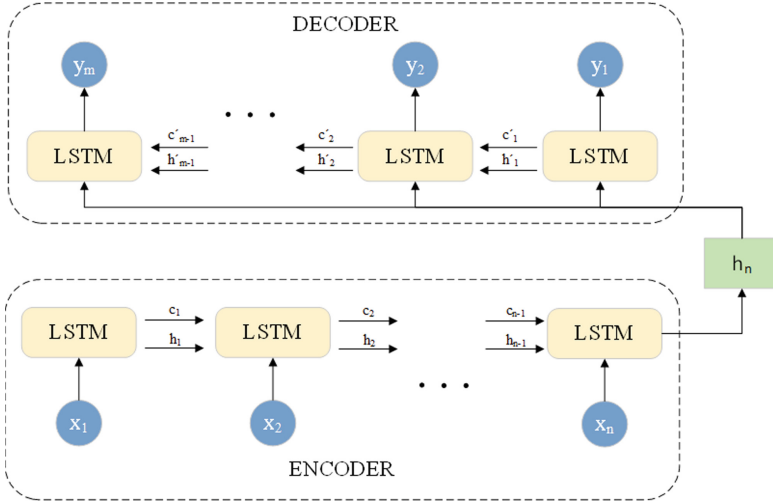 DECODER
yₘ
y₂
y₁
. . .
c´ₘ₋₁
c´₂
c´₁
LSTM
LSTM
LSTM
h´ₘ₋₁
h´₂
h´₁
hₙ
c₁
c₂
cₙ₋₁
LSTM
LSTM
LSTM
h₁
h₂
hₙ₋₁
. . .
x₁
x₂
xₙ
ENCODER